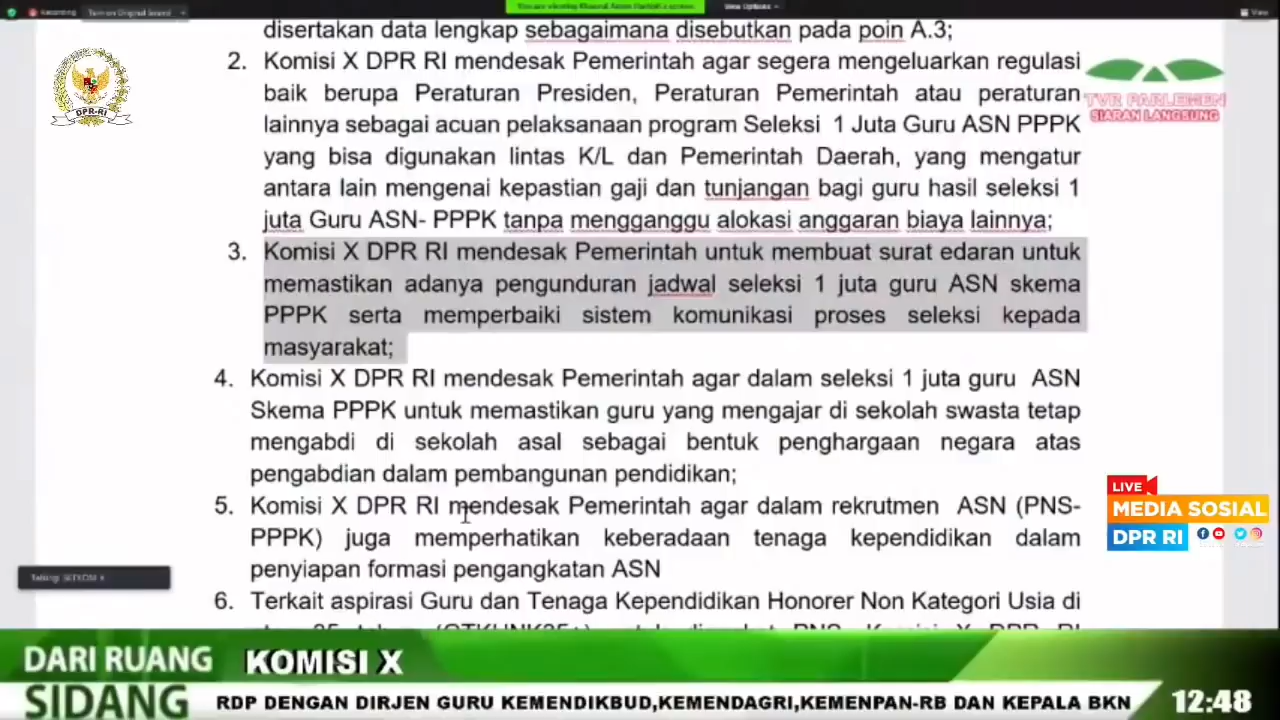 Recording
You are viewing
screen
View Options
View
disertakan data lengkap sebagaimana disebutkan pada poin A.3;
2. Komisi X DPR RI mendesak Pemerintah agar segera mengeluarkan regulasi
baik berupa Peraturan Presiden, Peraturan Pemerintah atau peraturan
lainnya sebagai acuan pelaksanaan program Seleksi 1 Juta Guru ASN PPPK
yang bisa digunakan lintas K/L dan Pemerintah Daerah, yang mengatur
antara lain mengenai kepastian gaji dan tunjangan bagi guru hasil seleksi 1
juta Guru ASN- PPPK tanpa mengganggu alokasi anggaran biaya lainnya;
3. Komisi X DPR RI mendesak Pemerintah untuk membuat surat edaran untuk
memastikan adanya pengunduran jadwal seleksi 1 juta guru ASN skema
PPPK serta memperbaiki sistem komunikasi proses seleksi kepada
masyarakat;
4. Komisi X DPR RI mendesak Pemerintah agar dalam seleksi 1 juta guru ASN
Skema PPPK untuk memastikan guru yang mengajar di sekolah swasta tetap
mengabdi di sekolah asal sebagai bentuk penghargaan negara atas
pengabdian dalam pembangunan pendidikan;
5. Komisi X DPR RI mendesak Pemerintah agar dalam rekrutmen ASN (PNS-
PPPK) juga memperhatikan keberadaan tenaga kependidikan dalam
penyiapan formasi pengangkatan ASN
6. Terkait aspirasi Guru dan Tenaga Kependidikan Honorer Non Kategori Usia di
DPR-RI
TVR PARLEMEN
SIARAN LANGSUNG
LIVE
MEDIA SOSIAL
DPR RI
Talking: SETKOM X
DARI RUANG
SIDANG
KOMISI X
RDP DENGAN DIRJEN GURU KEMENDIKBUD,KEMENDAGRI,KEMENPAN-RB DAN KEPALA BKN
12:48